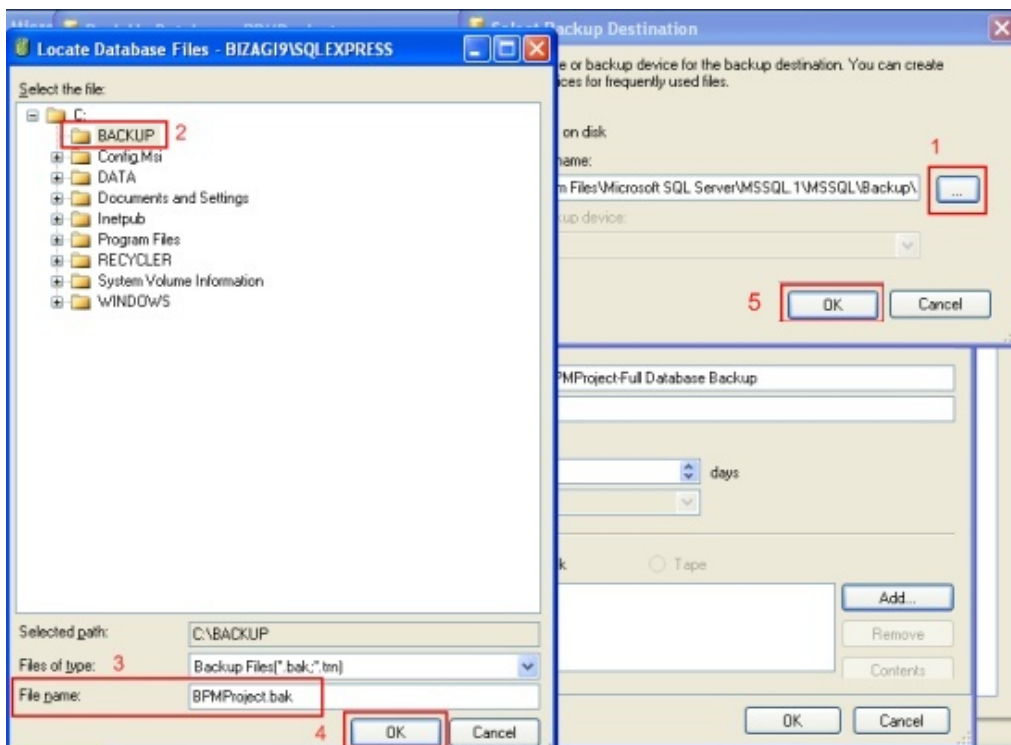 Locate Database Files - BIZAGI9\SQLEXPRESS
Select the file:
C:
BACKUP
2
Config.Msi
DATA
Documents and Settings
Inetpub
Program Files
RECYCLER
System Volume Information
WINDOWS
Selected path:
C:\BACKUP
Files of type:
3
Backup Files(*.bak;*.trn)
File name:
BPMProject.bak
4
OK
Cancel
Select Backup Destination
e or backup device for the backup destination. You can create
ices for frequently used files.
on disk
name:
1
m Files\Microsoft SQL Server\MSSQL.1\MSSQL\Backup\
...
kup device:
5
OK
Cancel
PMProject-Full Database Backup
days
k
Tape
Add...
Remove
Contents
OK
Cancel